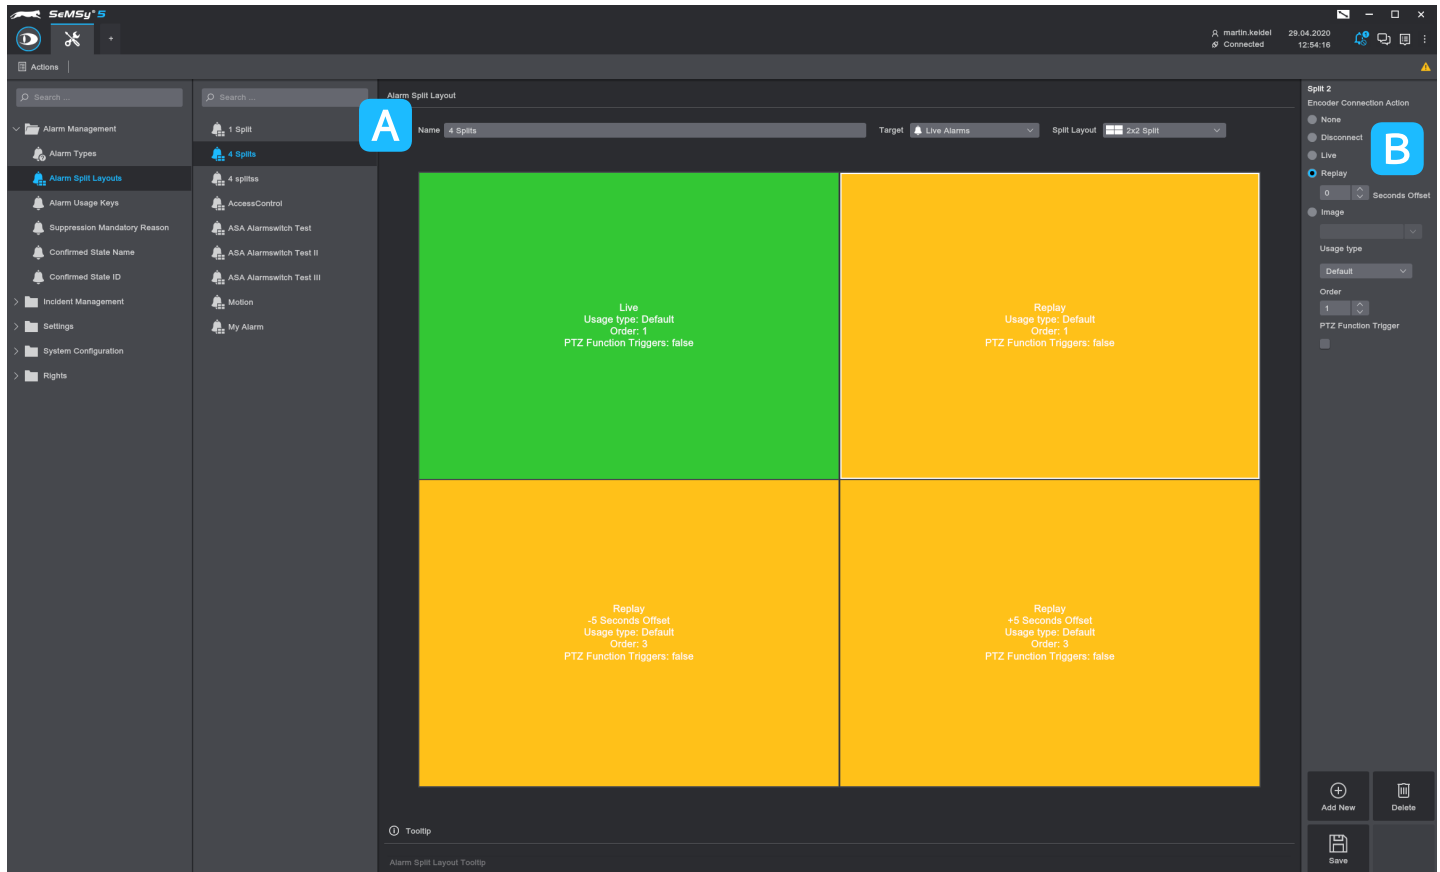 SeMSy® 5
+
martin.keidel
Connected
29.04.2020
12:54:16
Actions
Search ...
Alarm Management
Alarm Types
Alarm Split Layouts
Alarm Usage Keys
Suppression Mandatory Reason
Confirmed State Name
Confirmed State ID
Incident Management
Settings
System Configuration
Rights
Search ...
1 Split
4 Splits
4 splitss
AccessControl
ASA Alarmswitch Test
ASA Alarmswitch Test II
ASA Alarmswitch Test III
Motion
My Alarm
A
Alarm Split Layout
Name 4 Splits Target Live Alarms Split Layout 2x2 Split
Live
Usage type: Default
Order: 1
PTZ Function Triggers: false
Replay
Usage type: Default
Order: 1
PTZ Function Triggers: false
Replay
-5 Seconds Offset
Usage type: Default
Order: 3
PTZ Function Triggers: false
Replay
+5 Seconds Offset
Usage type: Default
Order: 3
PTZ Function Triggers: false
Tooltip
Alarm Split Layout Tooltip
Split 2
Encoder Connection Action
None
Disconnect
Live
B
Replay
0 Seconds Offset
Image
Usage type
Default
Order
1
PTZ Function Trigger
Add New
Delete
Save